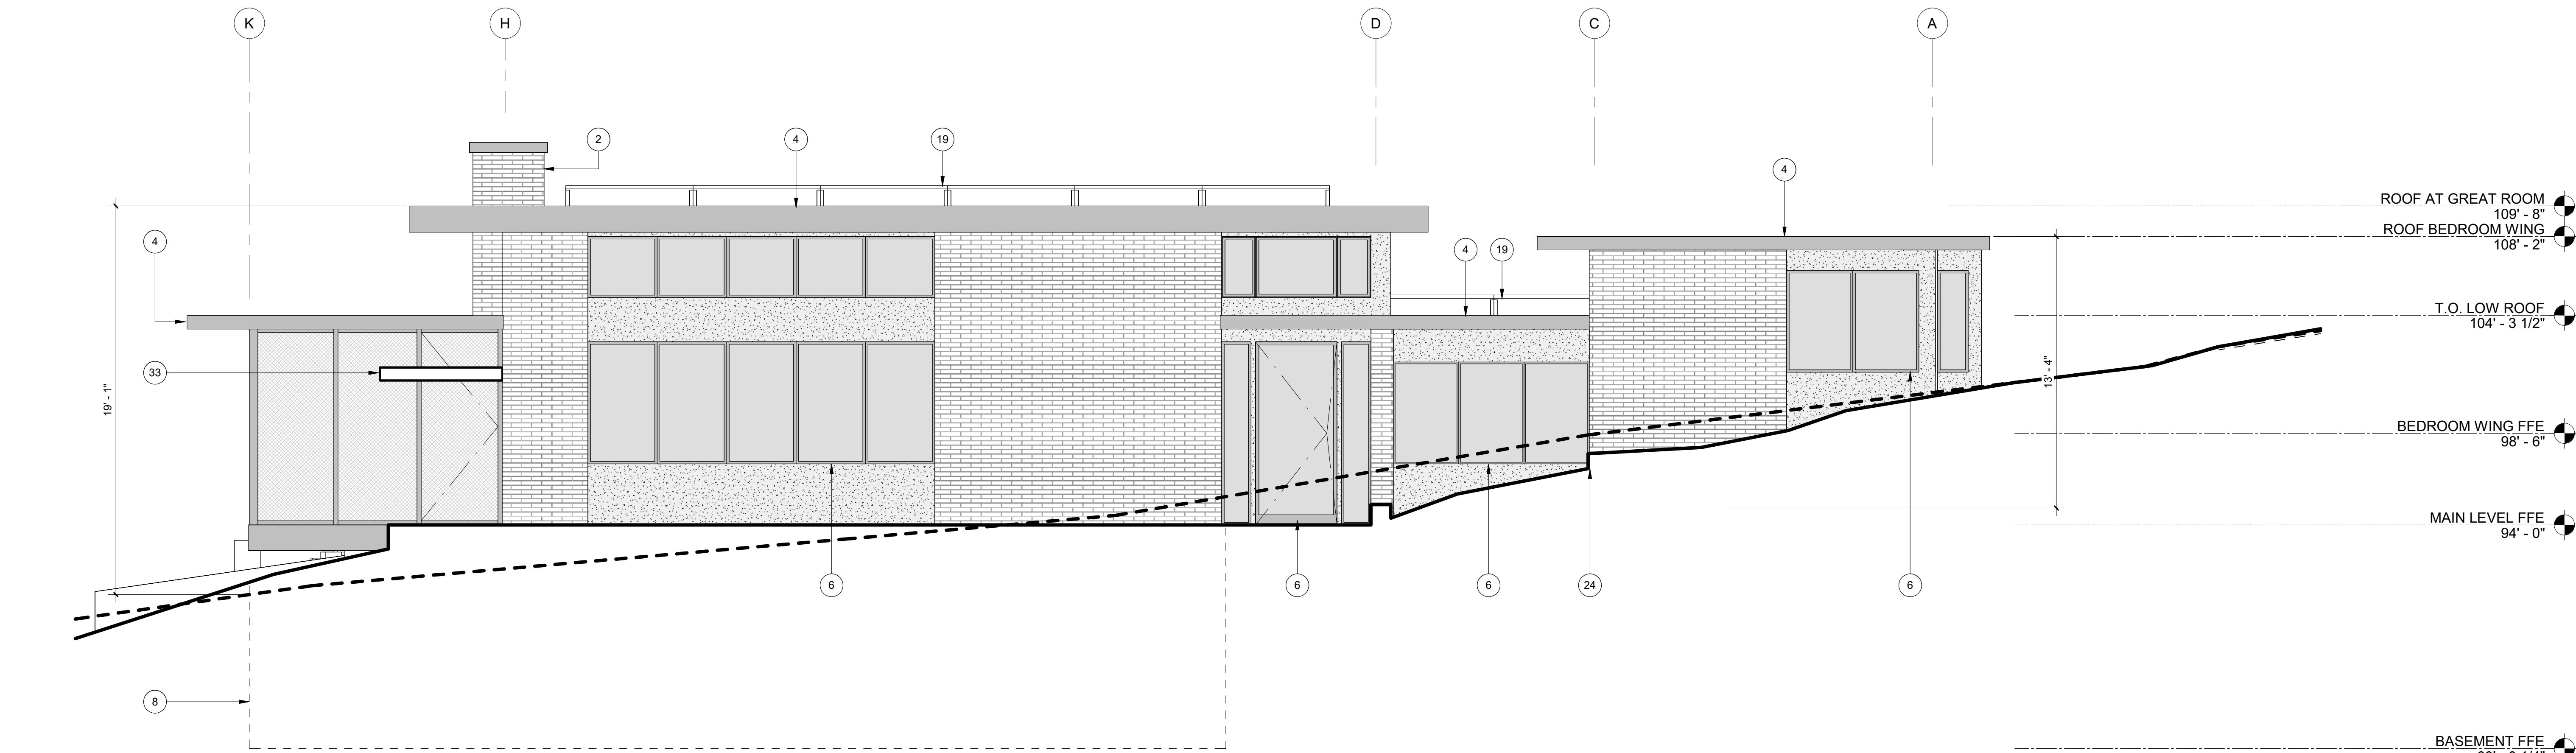 K H D C A
2 4 19
4
ROOF AT GREAT ROOM
109' - 8"
ROOF BEDROOM WING
108' - 2"
4
4 19
T.O. LOW ROOF
104' - 3 1/2"
33
19' - 1"
13' - 4"
BEDROOM WING FFE
98' - 6"
MAIN LEVEL FFE
94' - 0"
6 6 6 24 6
8
BASEMENT FFE